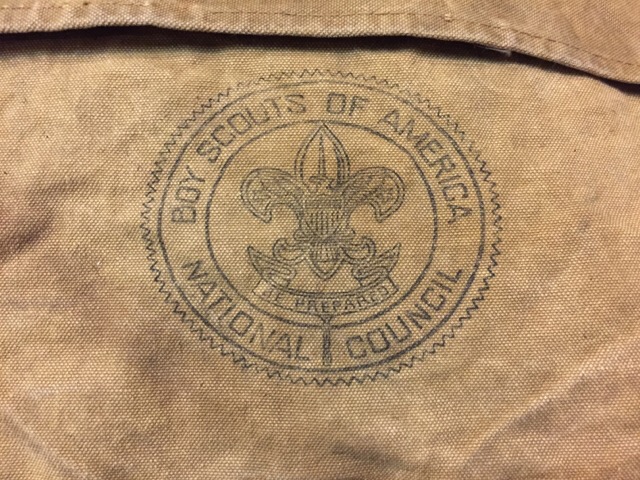 BOY SCOUTS OF AMERICA
BE PREPARED
NATIONAL COUNCIL